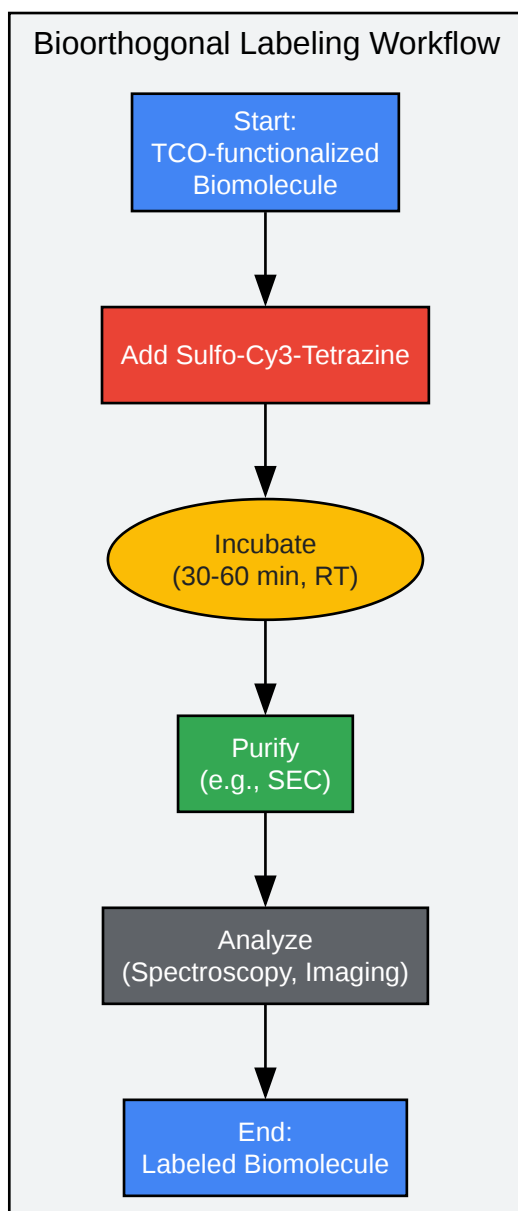 Bioorthogonal Labeling Workflow
Start:
TCO-functionalized
Biomolecule
Add Sulfo-Cy3-Tetrazine
Incubate
(30-60 min, RT)
Purify
(e.g., SEC)
Analyze
(Spectroscopy, Imaging)
End:
Labeled Biomolecule